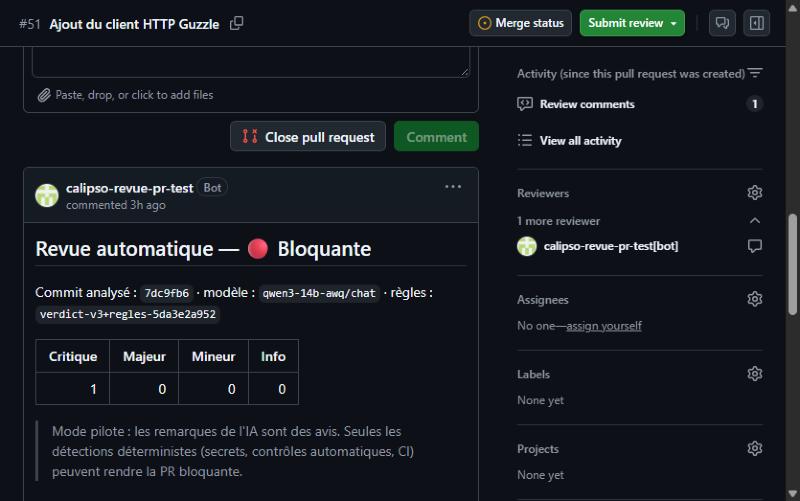 #51 Ajout du client HTTP Guzzle
Merge status
Submit review
Paste, drop, or click to add files
Close pull request
Comment
calipso-revue-pr-test Bot
commented 3h ago
Revue automatique — 🔴 Bloquante
Commit analysé : 7dc9fb6 · modèle : qwen3-14b-awq/chat · règles :
verdict-v3+regles-5da3e2a952
Critique Majeur Mineur Info
1 0 0 0
Mode pilote : les remarques de l'IA sont des avis. Seules les
détections déterministes (secrets, contrôles automatiques, CI)
peuvent rendre la PR bloquante.
Activity (since this pull request was created)
Review comments 1
View all activity
Reviewers
1 more reviewer
calipso-revue-pr-test[bot]
Assignees
No one—assign yourself
Labels
None yet
Projects
None yet